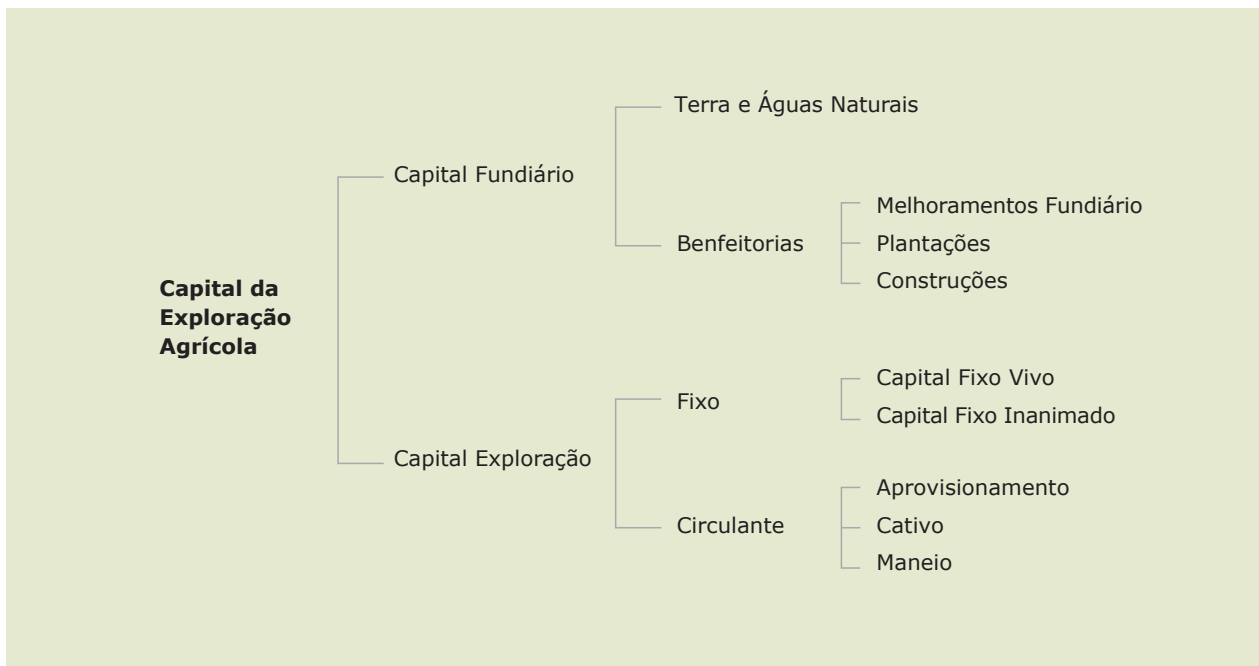 Capital da
Exploração
Agrícola
Capital Fundiário
Terra e Águas Naturais
Benfeitorias
Melhoramentos Fundiário
Plantações
Construções
Capital Exploração
Fixo
Capital Fixo Vivo
Capital Fixo Inanimado
Circulante
Aprovisionamento
Cativo
Maneio